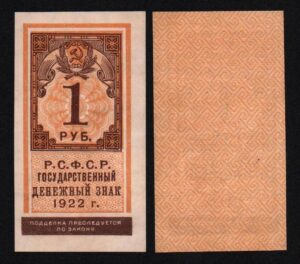 1
РУБ.
Р.С.Ф.С.Р.
ГОСУДАРСТВЕННЫЙ
ДЕНЕЖНЫЙ ЗНАК
1922 г.
ПОДДЕЛКА ПРЕСЛЕДУЕТСЯ
ПО ЗАКОНУ